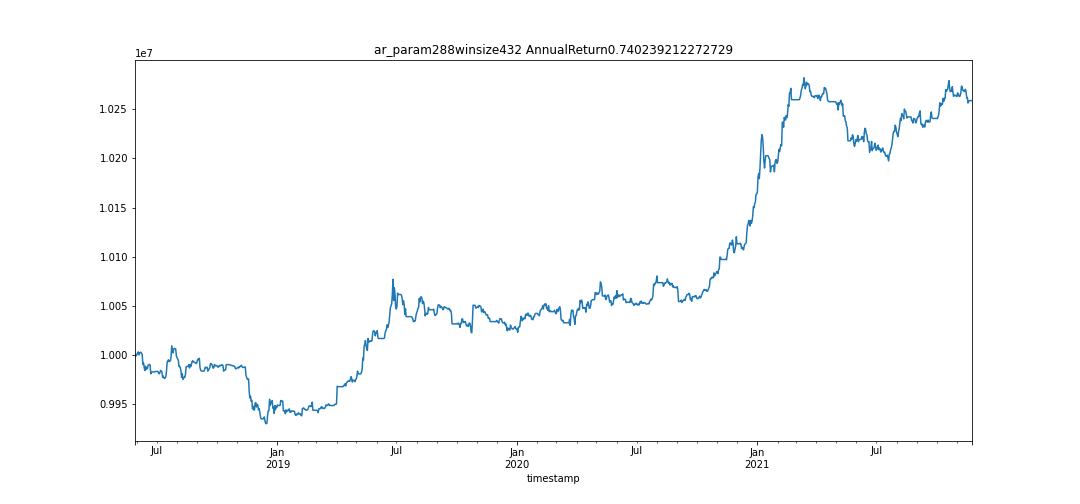 ar_param288winsize432 AnnualReturn0.740239212272729
1e7
1.025
1.020
1.015
1.010
1.005
1.000
0.995
Jul Jan Jul Jan Jul Jan Jul
2019 2020 2021
timestamp